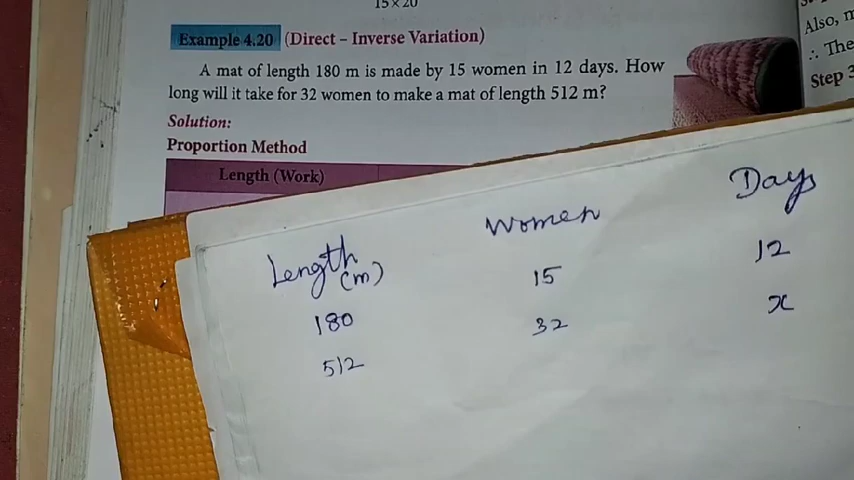 15×20
Example 4.20 (Direct – Inverse Variation)
A mat of length 180 m is made by 15 women in 12 days. How
long will it take for 32 women to make a mat of length 512 m?
Solution:
Proportion Method
Length (Work)
Also, m
∴ The
Step 3
Length (m) Women Days
180 15 12
512 32 x